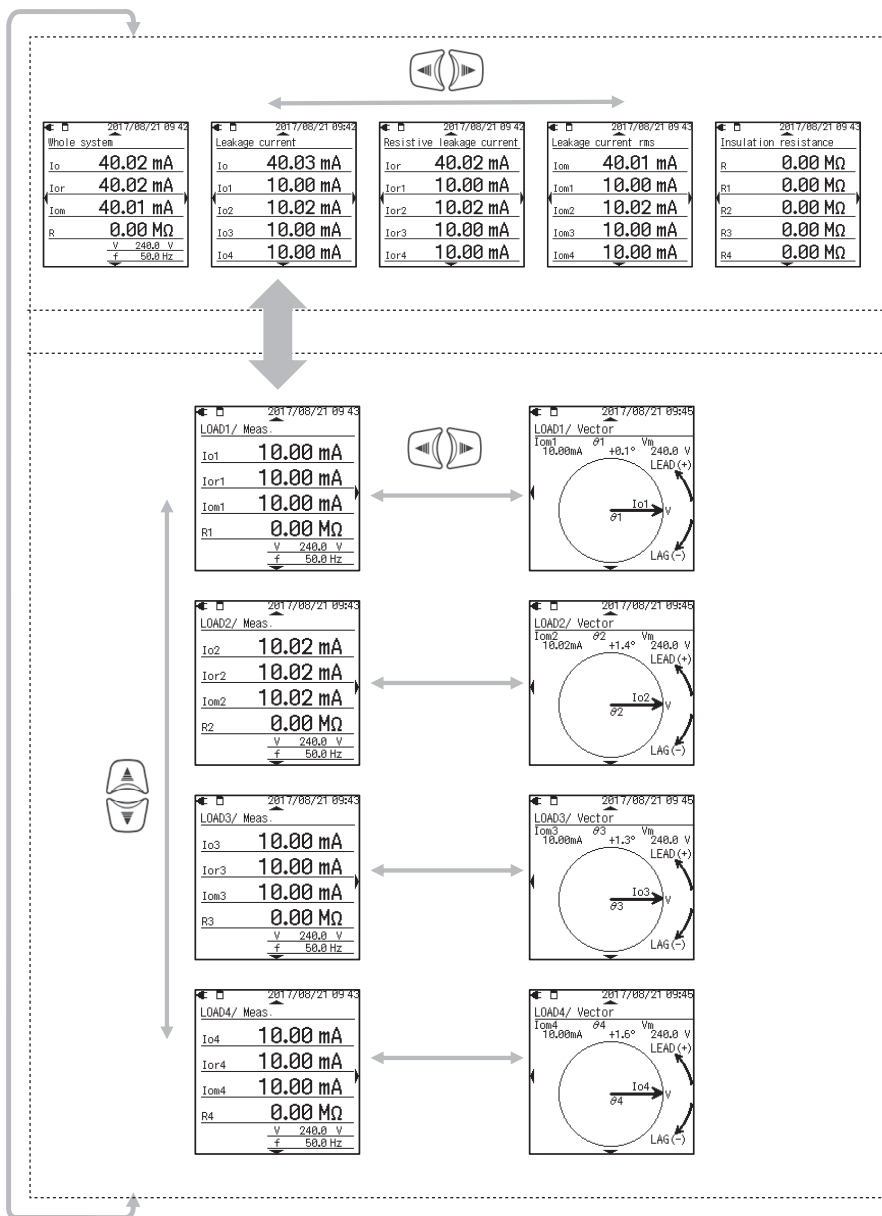 2017/08/21 09 42
Whole system
Io 40.02 mA
Ior 40.02 mA
Iom 40.01 mA
R 0.00 MΩ
V 240.0 V
f 50.0 Hz
2017/08/21 09:42
Leakage current
Io 40.03 mA
Io1 10.00 mA
Io2 10.02 mA
Io3 10.00 mA
Io4 10.00 mA
2017/08/21 09 43
Resistive leakage current
Ior 40.02 mA
Ior1 10.00 mA
Ior2 10.02 mA
Ior3 10.00 mA
Ior4 10.00 mA
2017/08/21 09 43
Leakage current rms
Iom 40.01 mA
Iom1 10.00 mA
Iom2 10.02 mA
Iom3 10.00 mA
Iom4 10.00 mA
2017/08/21 09 43
Insulation resistance
R 0.00 MΩ
R1 0.00 MΩ
R2 0.00 MΩ
R3 0.00 MΩ
R4 0.00 MΩ
2017/08/21 09 43
LOAD1/ Meas.
Io1 10.00 mA
Ior1 10.00 mA
Iom1 10.00 mA
R1 0.00 MΩ
V 240.0 V
f 50.0 Hz
2017/08/21 09:45
LOAD1/ Vector
Iom1 θ1 Vm
10.00mA +0.1° 240.0 V
LEAD(+)
Io1
V
θ1
LAG(-)
2017/08/21 09:43
LOAD2/ Meas.
Io2 10.02 mA
Ior2 10.02 mA
Iom2 10.02 mA
R2 0.00 MΩ
V 240.0 V
f 50.0 Hz
2017/08/21 09:45
LOAD2/ Vector
Iom2 θ2 Vm
10.02mA +1.4° 240.0 V
LEAD(+)
Io2
V
θ2
LAG(-)
2017/08/21 09:43
LOAD3/ Meas.
Io3 10.00 mA
Ior3 10.00 mA
Iom3 10.00 mA
R3 0.00 MΩ
V 240.0 V
f 50.0 Hz
2017/08/21 09 45
LOAD3/ Vector
Iom3 θ3 Vm
10.00mA +1.3° 240.0 V
LEAD(+)
Io3
V
θ3
LAG(-)
2017/08/21 09 43
LOAD4/ Meas.
Io4 10.00 mA
Ior4 10.00 mA
Iom4 10.00 mA
R4 0.00 MΩ
V 240.0 V
f 50.0 Hz
2017/08/21 09:45
LOAD4/ Vector
Iom4 θ4 Vm
10.00mA +1.6° 240.0 V
LEAD(+)
Io4
V
θ4
LAG(-)